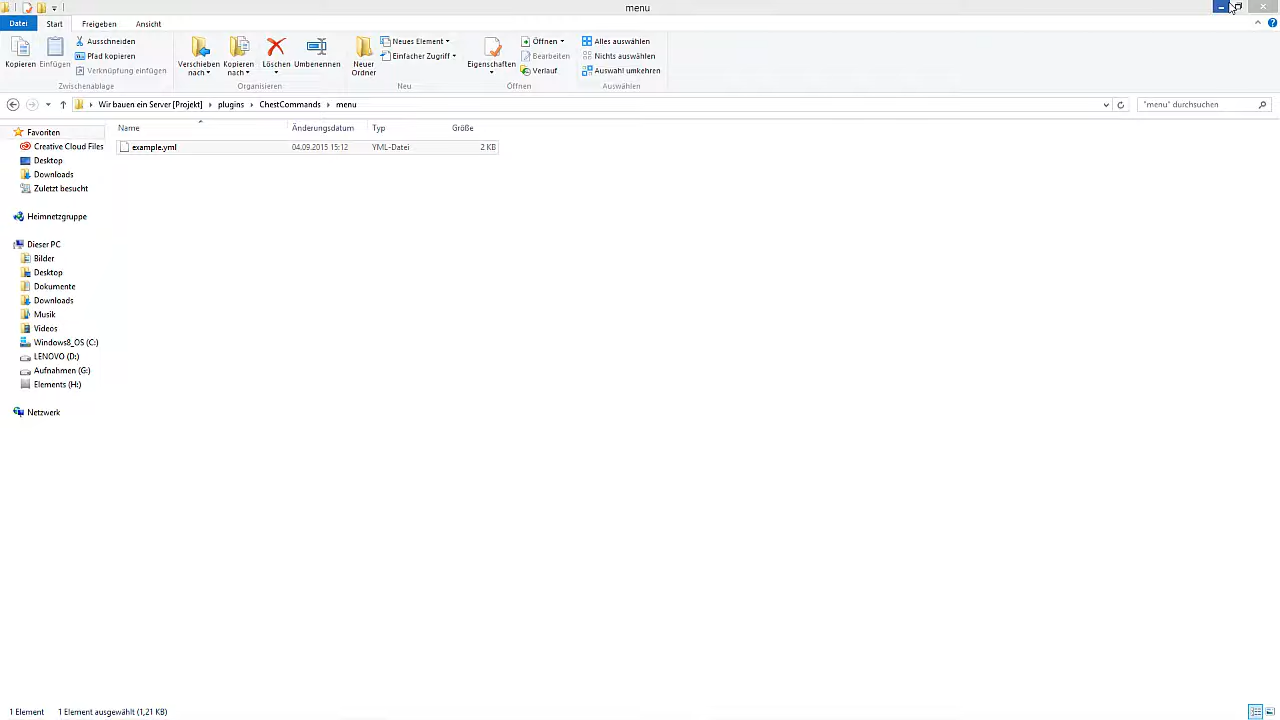 menu
Datei Start Freigeben Ansicht
Kopieren
Einfügen
Ausschneiden
Pfad kopieren
Verknüpfung einfügen
Zwischenablage
Verschieben nach
Kopieren nach
Löschen
Umbenennen
Organisieren
Neuer Ordner
Neues Element
Einfacher Zugriff
Neu
Eigenschaften
Öffnen
Bearbeiten
Verlauf
Öffnen
Alles auswählen
Nichts auswählen
Auswahl umkehren
Auswählen
Wir bauen ein Server [Projekt] plugins ChestCommands menu
"menu" durchsuchen
Name Änderungsdatum Typ Größe
example.yml 04.09.2015 15:12 YML-Datei 2 KB
Favoriten
Creative Cloud Files
Desktop
Downloads
Zuletzt besucht
Heimnetzgruppe
Dieser PC
Bilder
Desktop
Dokumente
Downloads
Musik
Videos
Windows8_OS (C:)
LENOVO (D:)
Aufnahmen (G:)
Elements (H:)
Netzwerk
1 Element 1 Element ausgewählt (1,21 KB)